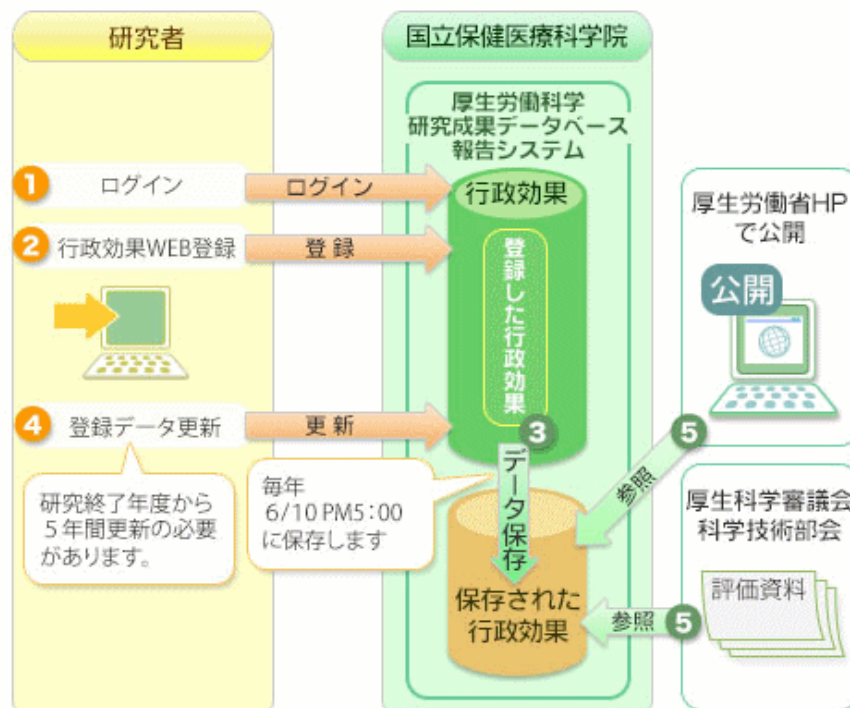 研究者
国立保健医療科学院
厚生労働科学
研究成果データベース
報告システム
1
ログイン
ログイン
行政効果
2
行政効果WEB登録
登録
登録した行政効果
4
登録データ更新
更新
研究終了年度から
5年間更新の必要
があります。
毎年
6/10 PM5:00
に保存します
3
データ保存
保存された
行政効果
厚生労働省HP
で公開
公開
5
参照
厚生科学審議会
科学技術部会
評価資料
5
参照